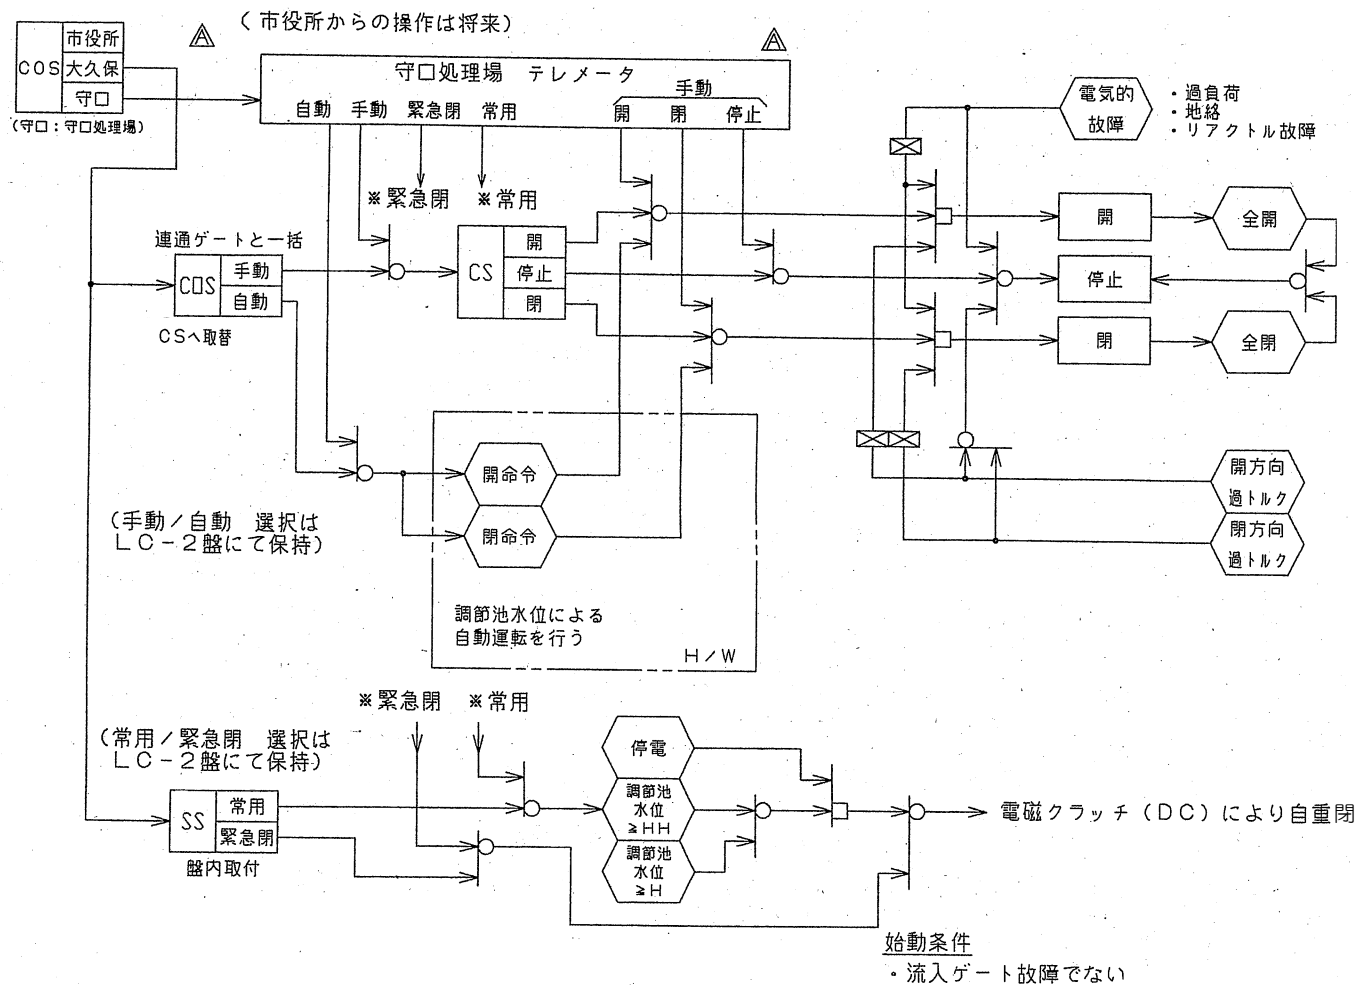 (市役所からの操作は将来)
A
A
COS
市役所
大久保
守口
(守口：守口処理場)
守口処理場 テレメータ
自動 手動 緊急閉 常用
手動
開 閉 停止
※緊急閉 ※常用
電気的
故障
・過負荷
・地絡
・リアクトル故障
連通ゲートと一括
COS
手動
自動
CSへ取替
CS
開
停止
閉
開
全開
停止
閉
全閉
開命令
閉命令
(手動/自動 選択は
LC-2盤にて保持)
調節池水位による
自動運転を行う
H/W
開方向
過トルク
閉方向
過トルク
※緊急閉 ※常用
(常用/緊急閉 選択は
LC-2盤にて保持)
SS
常用
緊急閉
盤内取付
停電
調節池
水位
≧HH
調節池
水位
≧H
電磁クラッチ(DC)により自重閉
始動条件
・流入ゲート故障でない